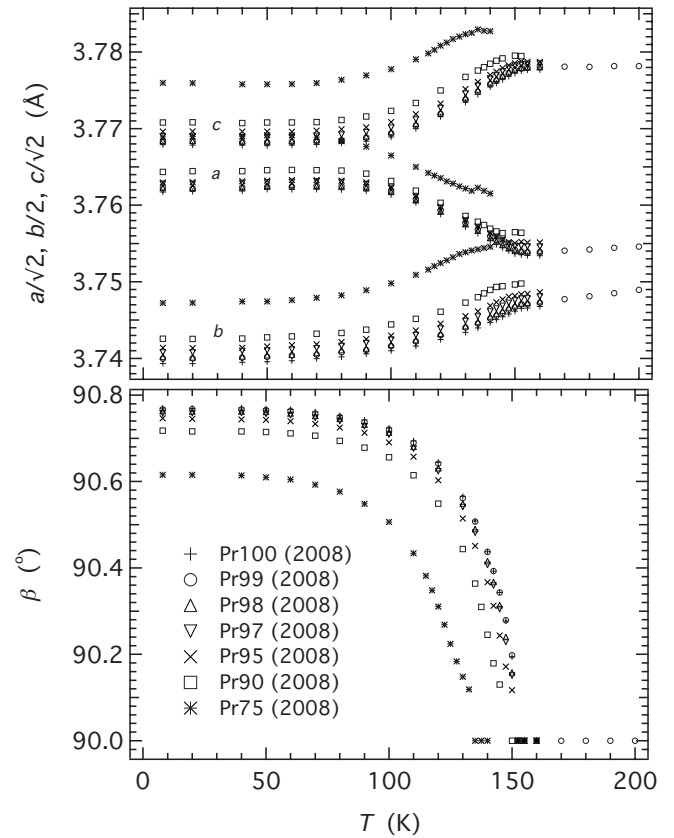 a/√2, b/2, c/√2 (Å)
3.78
3.77
3.76
3.75
3.74
c
a
b
β (°)
90.8
90.6
90.4
90.2
90.0
Pr100 (2008)
Pr99 (2008)
Pr98 (2008)
Pr97 (2008)
Pr95 (2008)
Pr90 (2008)
Pr75 (2008)
0 50 100 150 200
T (K)